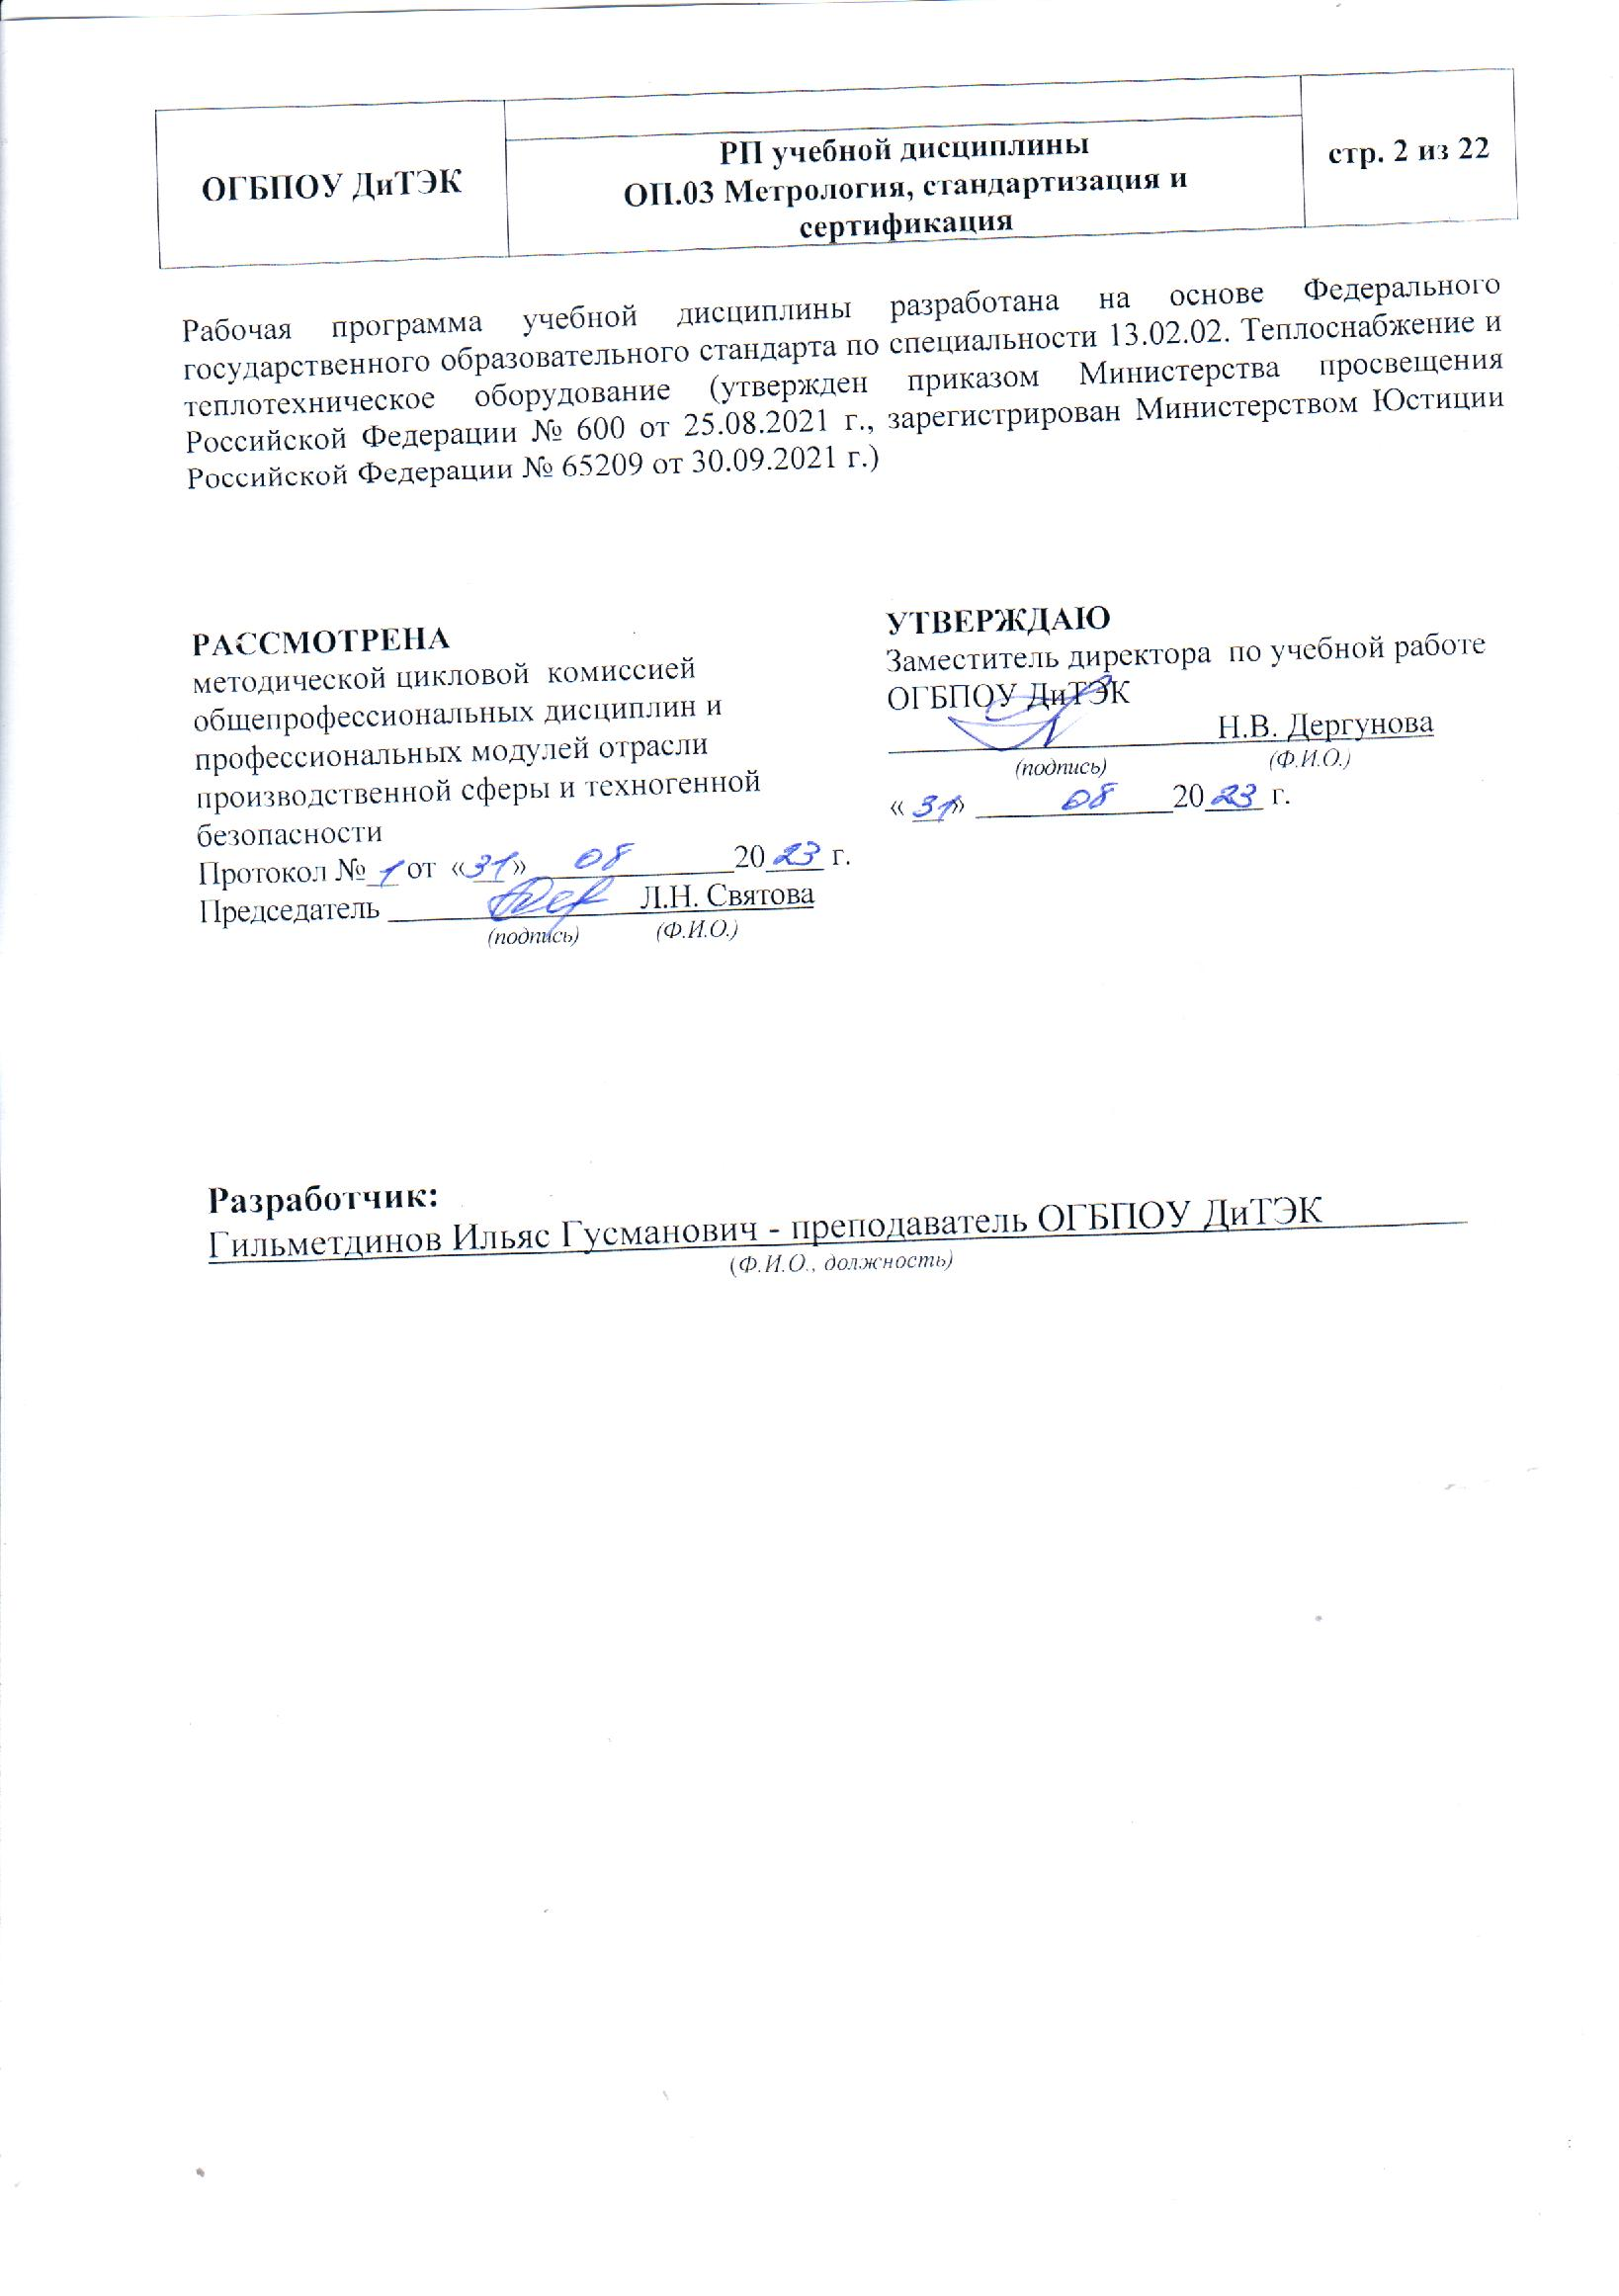 ОГБПОУ ДиТЭК
РП учебной дисциплины
ОП.03 Метрология, стандартизация и
сертификация
стр. 2 из 22
Рабочая программа учебной дисциплины разработана на основе Федерального
государственного образовательного стандарта по специальности 13.02.02. Теплоснабжение и
теплотехническое оборудование (утвержден приказом Министерства просвещения
Российской Федерации № 600 от 25.08.2021 г., зарегистрирован Министерством Юстиции
Российской Федерации № 65209 от 30.09.2021 г.)
РАССМОТРЕНА
методической цикловой комиссией
общепрофессиональных дисциплин и
профессиональных модулей отрасли
производственной сферы и техногенной
безопасности
Протокол № 1 от «31» 08 2023 г.
Председатель Л.Н. Святова
(подпись) (Ф.И.О.)
УТВЕРЖДАЮ
Заместитель директора по учебной работе
ОГБПОУ ДиТЭК
Н.В. Дергунова
(подпись) (Ф.И.О.)
«31» 08 2023 г.
Разработчик:
Гильметдинов Ильяс Гусманович - преподаватель ОГБПОУ ДиТЭК
(Ф.И.О., должность)